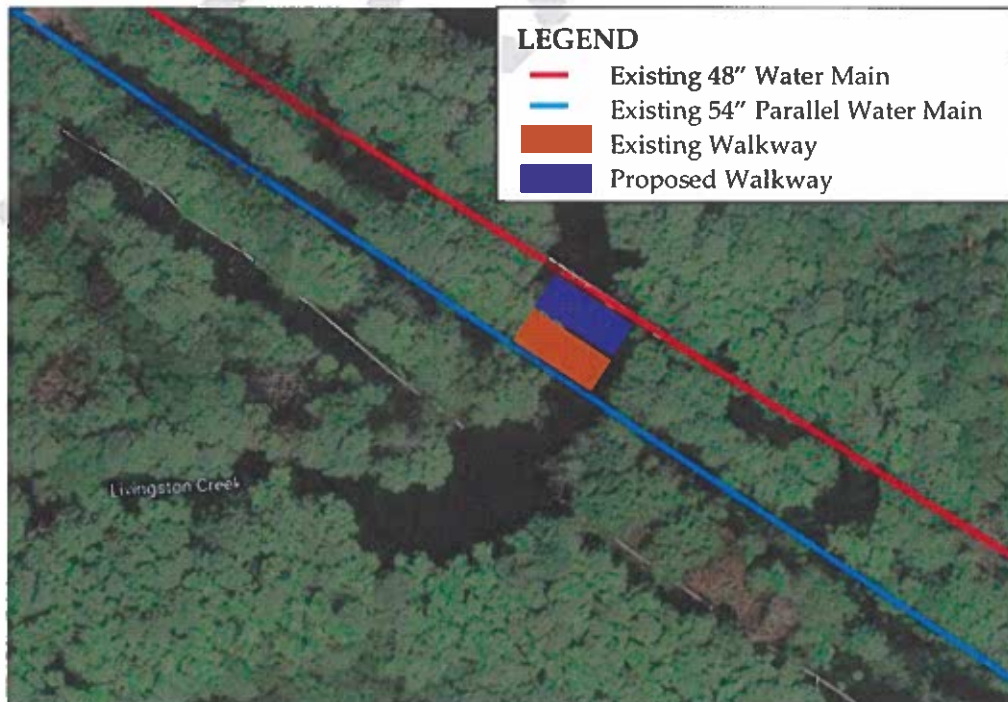 LEGEND
Existing 48" Water Main
Existing 54" Parallel Water Main
Existing Walkway
Proposed Walkway
Livingston Creek